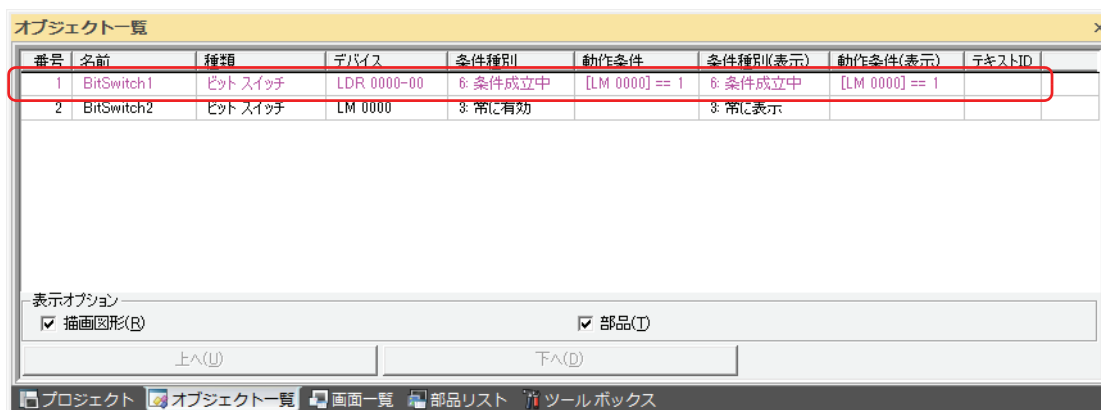 オブジェクト一覧
番号 名前 種類 デバイス 条件種別 動作条件 条件種別(表示) 動作条件(表示) テキストID
1 BitSwitch1 ビット スイッチ LDR 0000-00 6: 条件成立中 [LM 0000] == 1 6: 条件成立中 [LM 0000] == 1
2 BitSwitch2 ビット スイッチ LM 0000 3: 常に有効 3: 常に表示
表示オプション
描画図形(R) 部品(T)
上へ(U) 下へ(D)
プロジェクト オブジェクト一覧 画面一覧 部品リスト ツールボックス